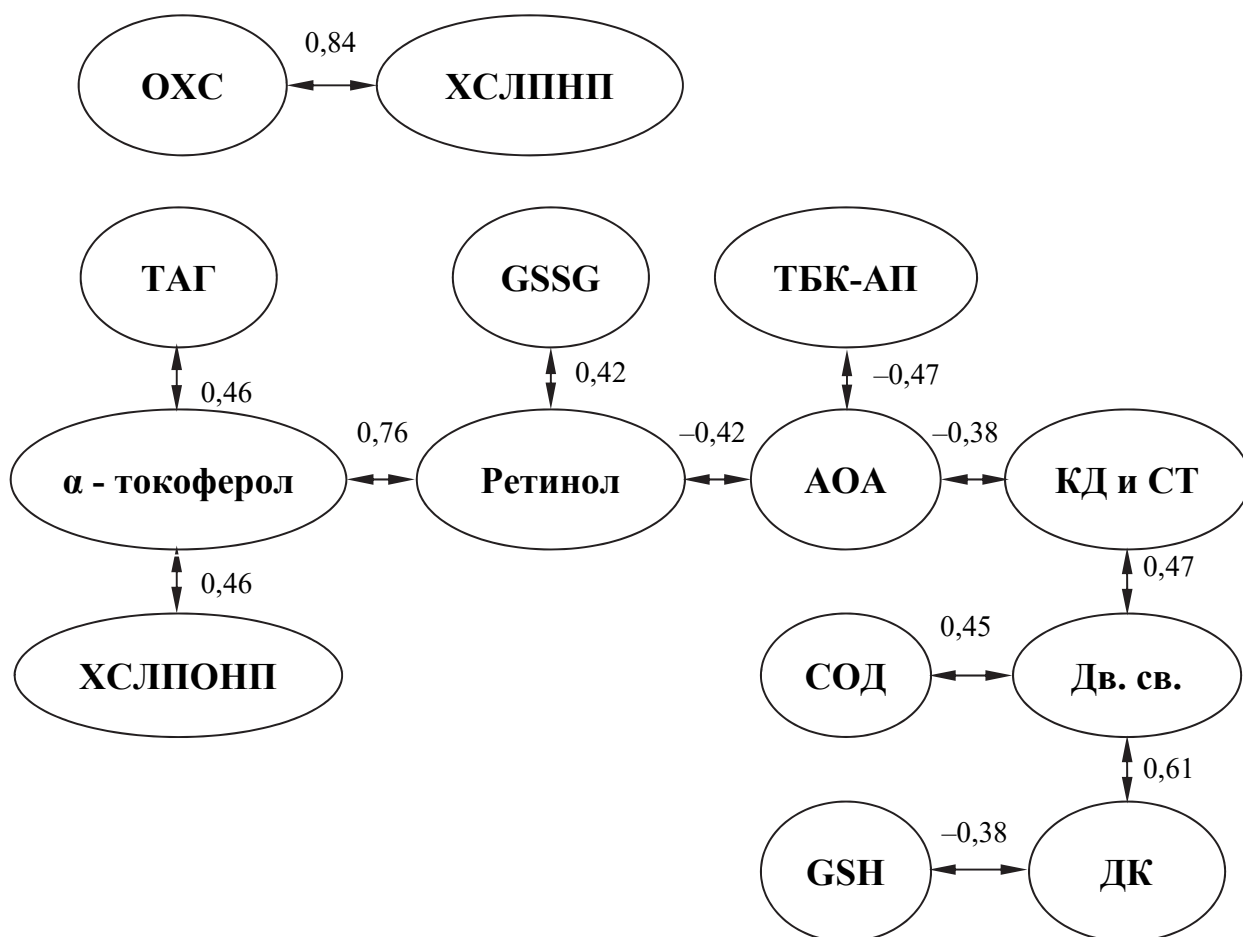 0,84
ОХС
ХСЛПНП
ТАГ
GSSG
ТБК-АП
0,46
0,42
–0,47
0,76
–0,42
–0,38
α - токоферол
Ретинол
АОА
КД и СТ
0,46
0,47
0,45
ХСЛПОНП
СОД
Дв. св.
0,61
–0,38
GSH
ДК